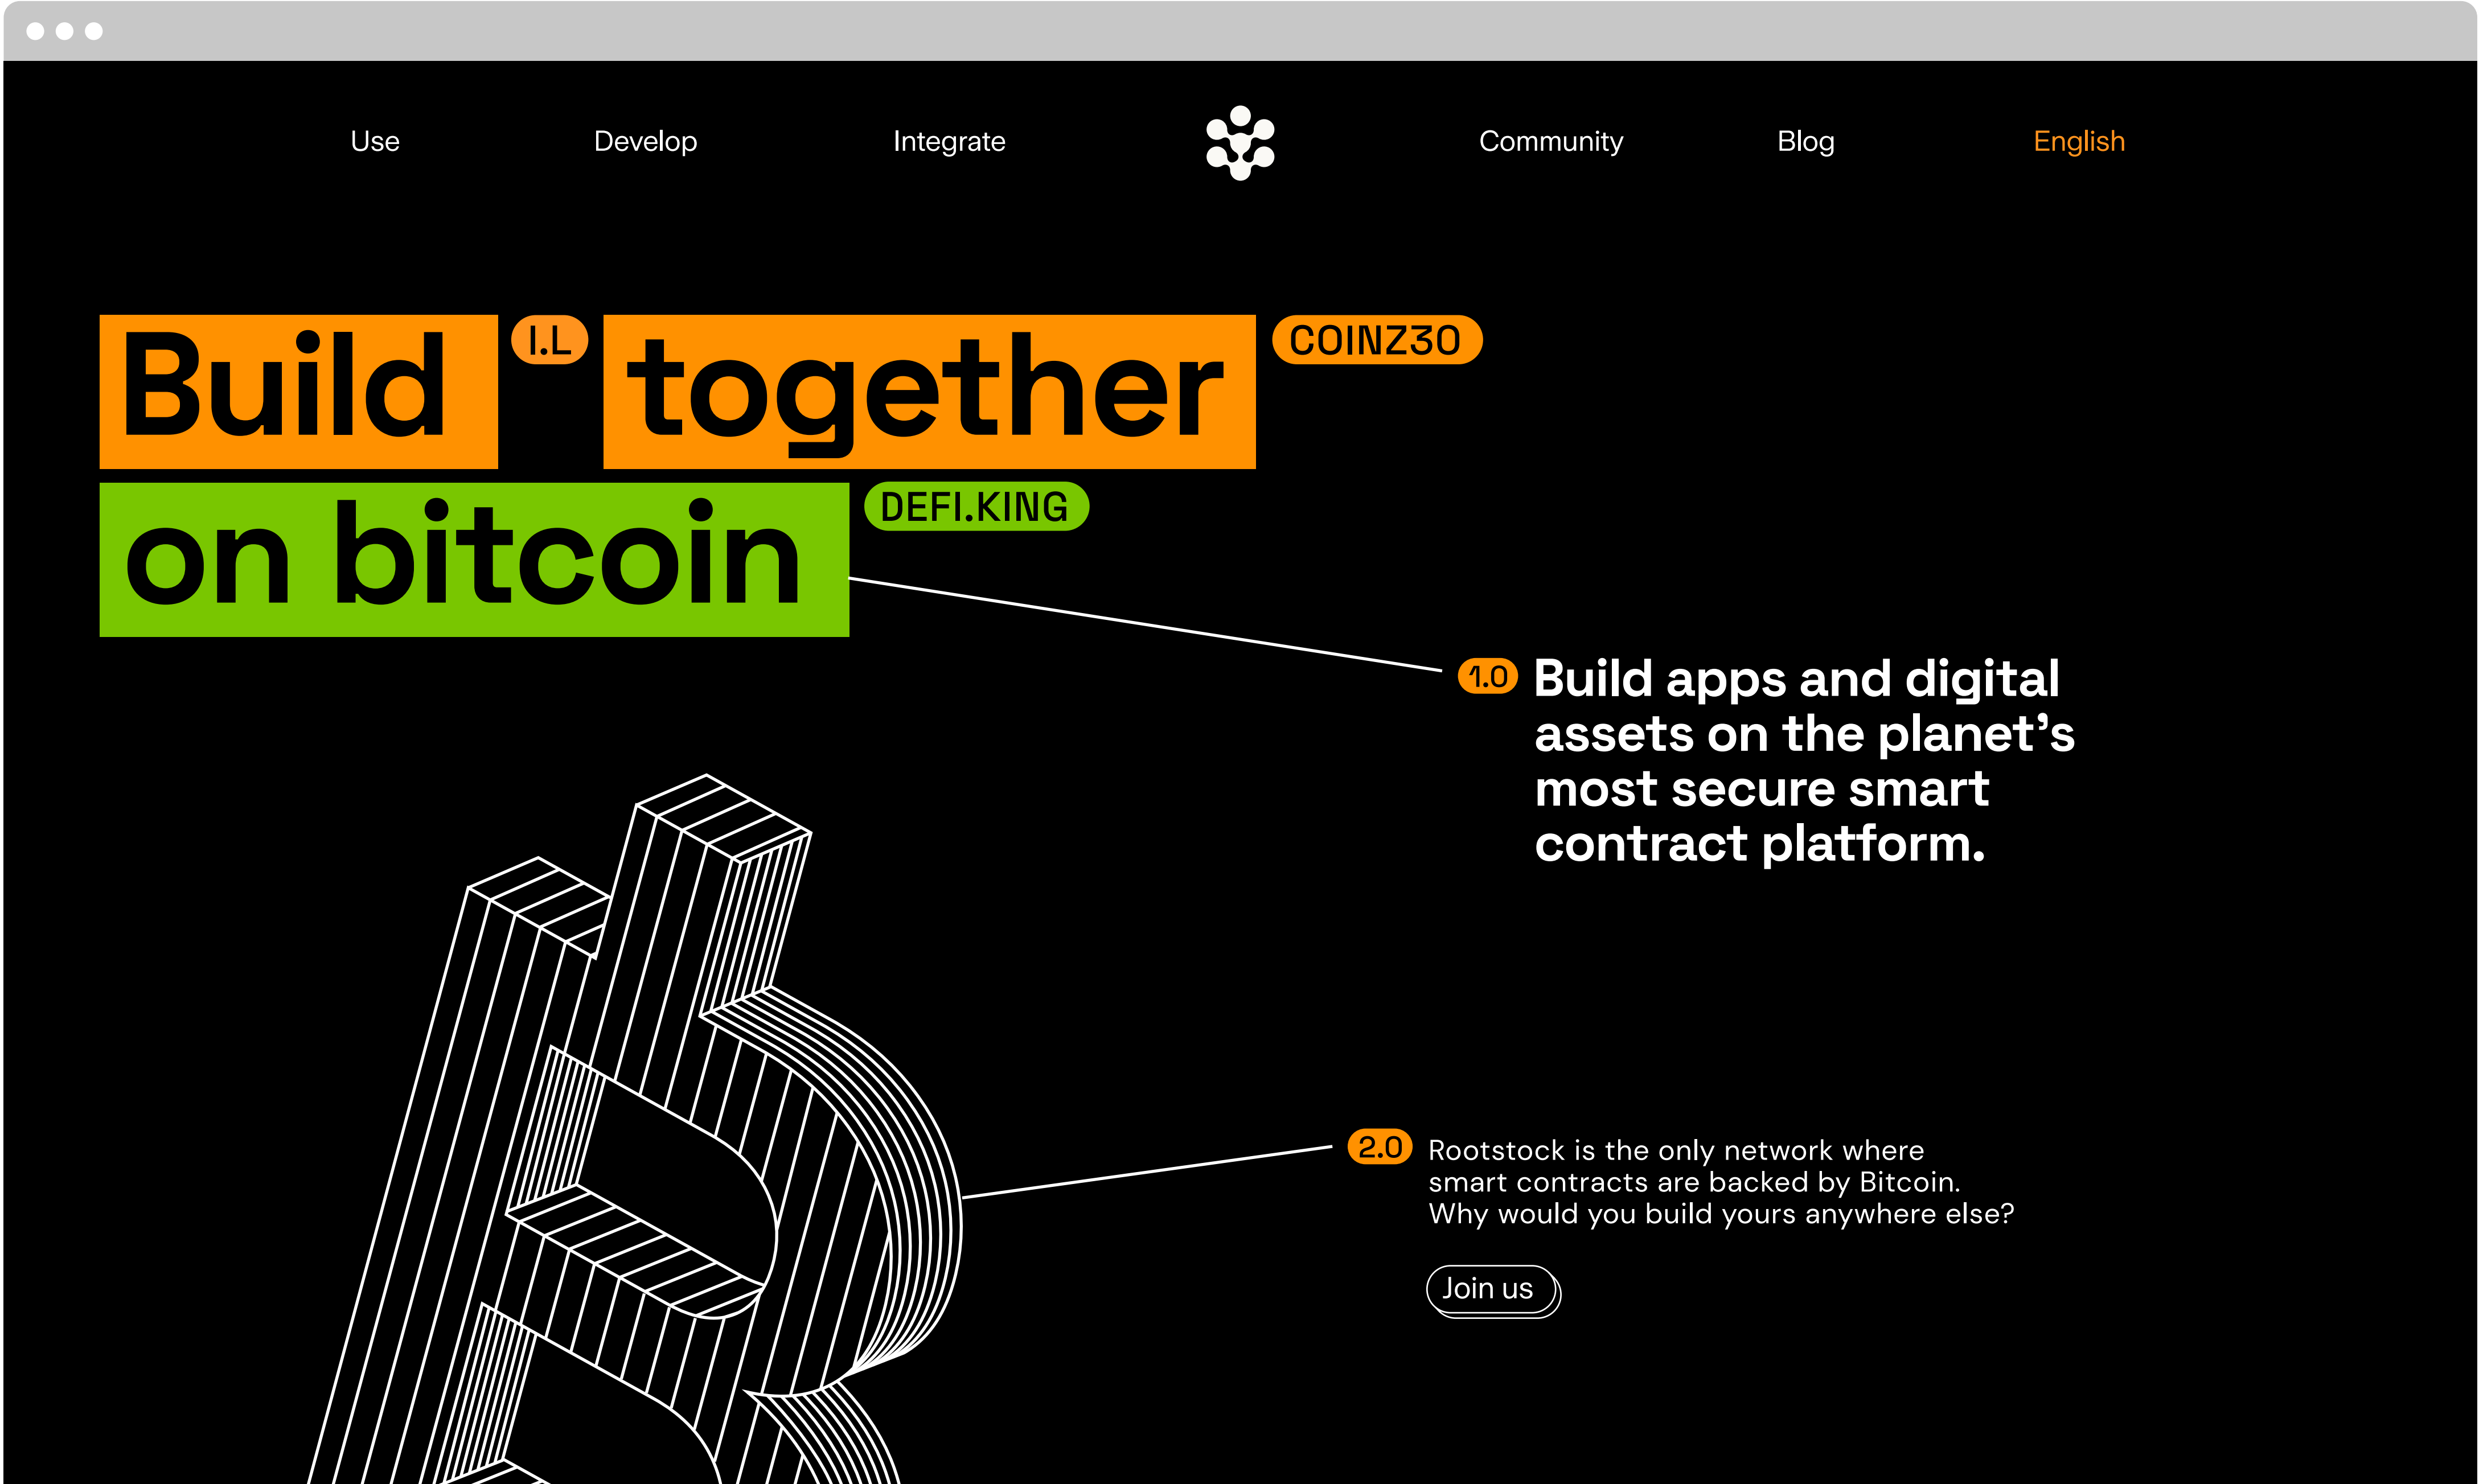 Use Develop Integrate Community Blog English
Build I.L together COINZ30
on bitcoin DEFI.KING
1.0 Build apps and digital
assets on the planet’s
most secure smart
contract platform.
2.0 Rootstock is the only network where
smart contracts are backed by Bitcoin.
Why would you build yours anywhere else?
Join us